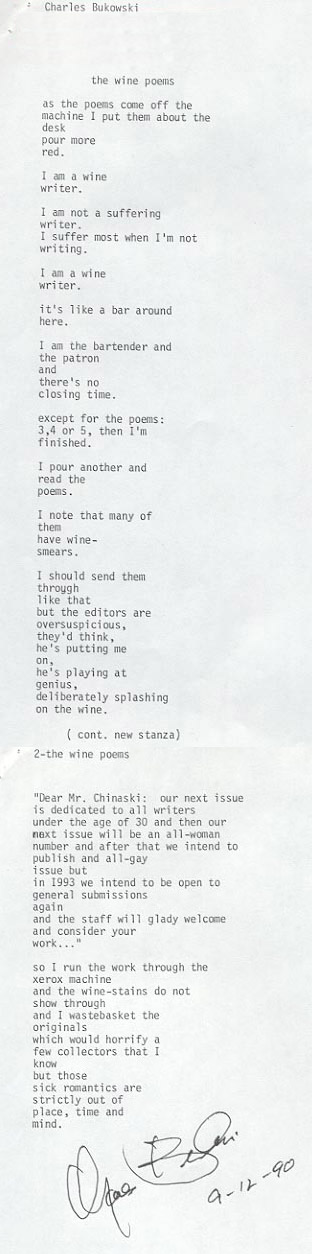 Charles Bukowski
the wine poems
as the poems come off the
machine I put them about the
desk
pour more
red.
I am a wine
writer.
I am not a suffering
writer.
I suffer most when I'm not
writing.
I am a wine
writer.
it's like a bar around
here.
I am the bartender and
the patron
and
there's no
closing time.
except for the poems:
3,4 or 5, then I'm
finished.
I pour another and
read the
poems.
I note that many of
them
have wine-
smears.
I should send them
through
like that
but the editors are
oversuspicious,
they'd think,
he's putting me
on,
he's playing at
genius,
deliberately splashing
on the wine.
( cont. new stanza)
2-the wine poems
"Dear Mr. Chinaski: our next issue
is dedicated to all writers
under the age of 30 and then our
next issue will be an all-woman
number and after that we intend to
publish and all-gay
issue but
in I993 we intend to be open to
general submissions
again
and the staff will glady welcome
and consider your
work..."
so I run the work through the
xerox machine
and the wine-stains do not
show through
and I wastebasket the
originals
which would horrify a
few collectors that I
know
but those
sick romantics are
strictly out of
place, time and
mind.
9-12-90